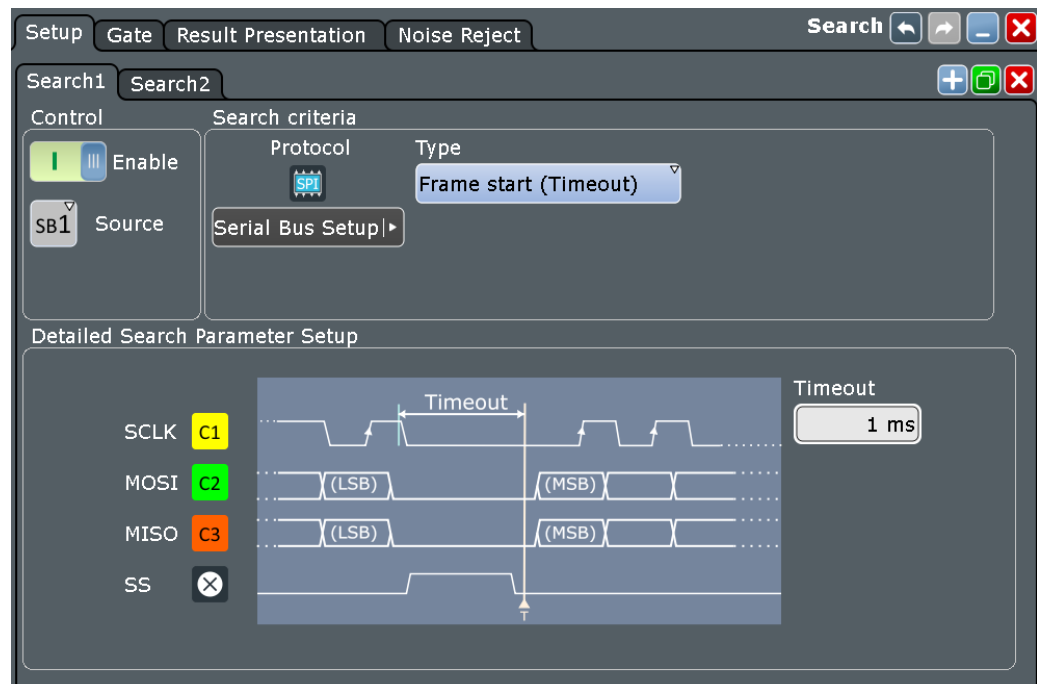 Setup Gate Result Presentation Noise Reject Search
Search1 Search2
Control Search criteria
Enable Protocol Type
SPI Frame start (Timeout)
SB1 Source Serial Bus Setup
Detailed Search Parameter Setup
Timeout Timeout
SCLK C1 1 ms
MOSI C2 (LSB) (MSB)
MISO C3 (LSB) (MSB)
SS
T